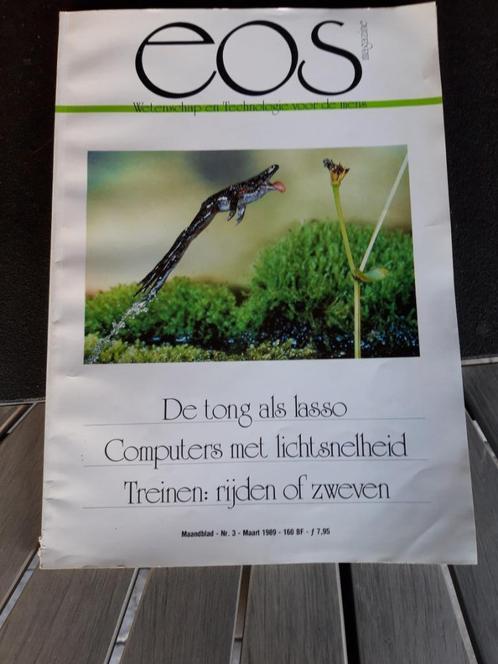 eos
magazine
Wetenschap en Technologie voor de mens
De tong als lasso
Computers met lichtsnelheid
Treinen: rijden of zweven
Maandblad - Nr. 3 - Maart 1989 - 160 BF - ƒ 7,95